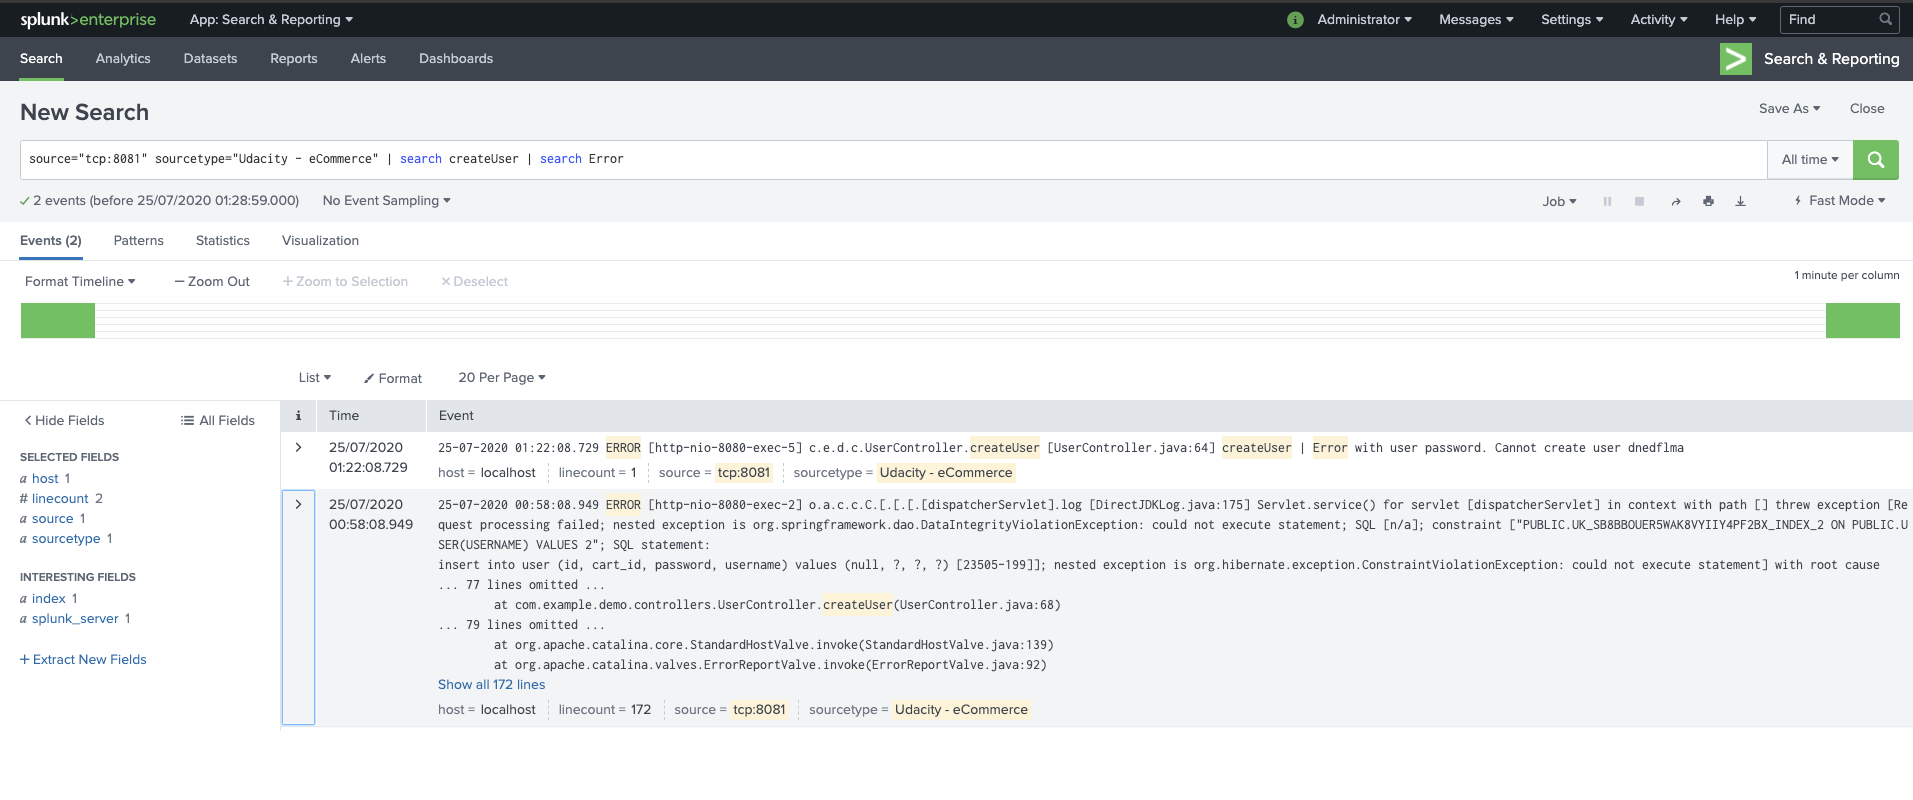 splunk>enterprise App: Search & Reporting i Administrator Messages Settings Activity Help Find
Search Analytics Datasets Reports Alerts Dashboards > Search & Reporting
New Search Save As Close
source="tcp:8081" sourcetype="Udacity - eCommerce" | search createUser | search Error All time
2 events (before 25/07/2020 01:28:59.000) No Event Sampling Job Fast Mode
Events (2) Patterns Statistics Visualization
Format Timeline — Zoom Out + Zoom to Selection × Deselect 1 minute per column
List Format 20 Per Page
< Hide Fields All Fields
SELECTED FIELDS
a host 1
# linecount 2
a source 1
a sourcetype 1
INTERESTING FIELDS
a index 1
a splunk_server 1
+ Extract New Fields
i Time Event
> 25/07/2020
01:22:08.729
25-07-2020 01:22:08.729 ERROR [http-nio-8080-exec-5] c.e.d.c.UserController.createUser [UserController.java:64] createUser | Error with user password. Cannot create user dnedflma
host = localhost linecount = 1 source = tcp:8081 sourcetype = Udacity - eCommerce
> 25/07/2020
00:58:08.949
25-07-2020 00:58:08.949 ERROR [http-nio-8080-exec-2] o.a.c.c.C.[.[.[.[dispatcherServlet].log [DirectJDKLog.java:175] Servlet.service() for servlet [dispatcherServlet] in context with path [] threw exception [Re
quest processing failed; nested exception is org.springframework.dao.DataIntegrityViolationException: could not execute statement; SQL [n/a]; constraint ["PUBLIC.UK_SB8BBOUER5WAK8VYIIY4PF2BX_INDEX_2 ON PUBLIC.U
SER(USERNAME) VALUES 2"; SQL statement:
insert into user (id, cart_id, password, username) values (null, ?, ?, ?) [23505-199]]; nested exception is org.hibernate.exception.ConstraintViolationException: could not execute statement] with root cause
... 77 lines omitted ...
at com.example.demo.controllers.UserController.createUser(UserController.java:68)
... 79 lines omitted ...
at org.apache.catalina.core.StandardHostValve.invoke(StandardHostValve.java:139)
at org.apache.catalina.valves.ErrorReportValve.invoke(ErrorReportValve.java:92)
Show all 172 lines
host = localhost linecount = 172 source = tcp:8081 sourcetype = Udacity - eCommerce